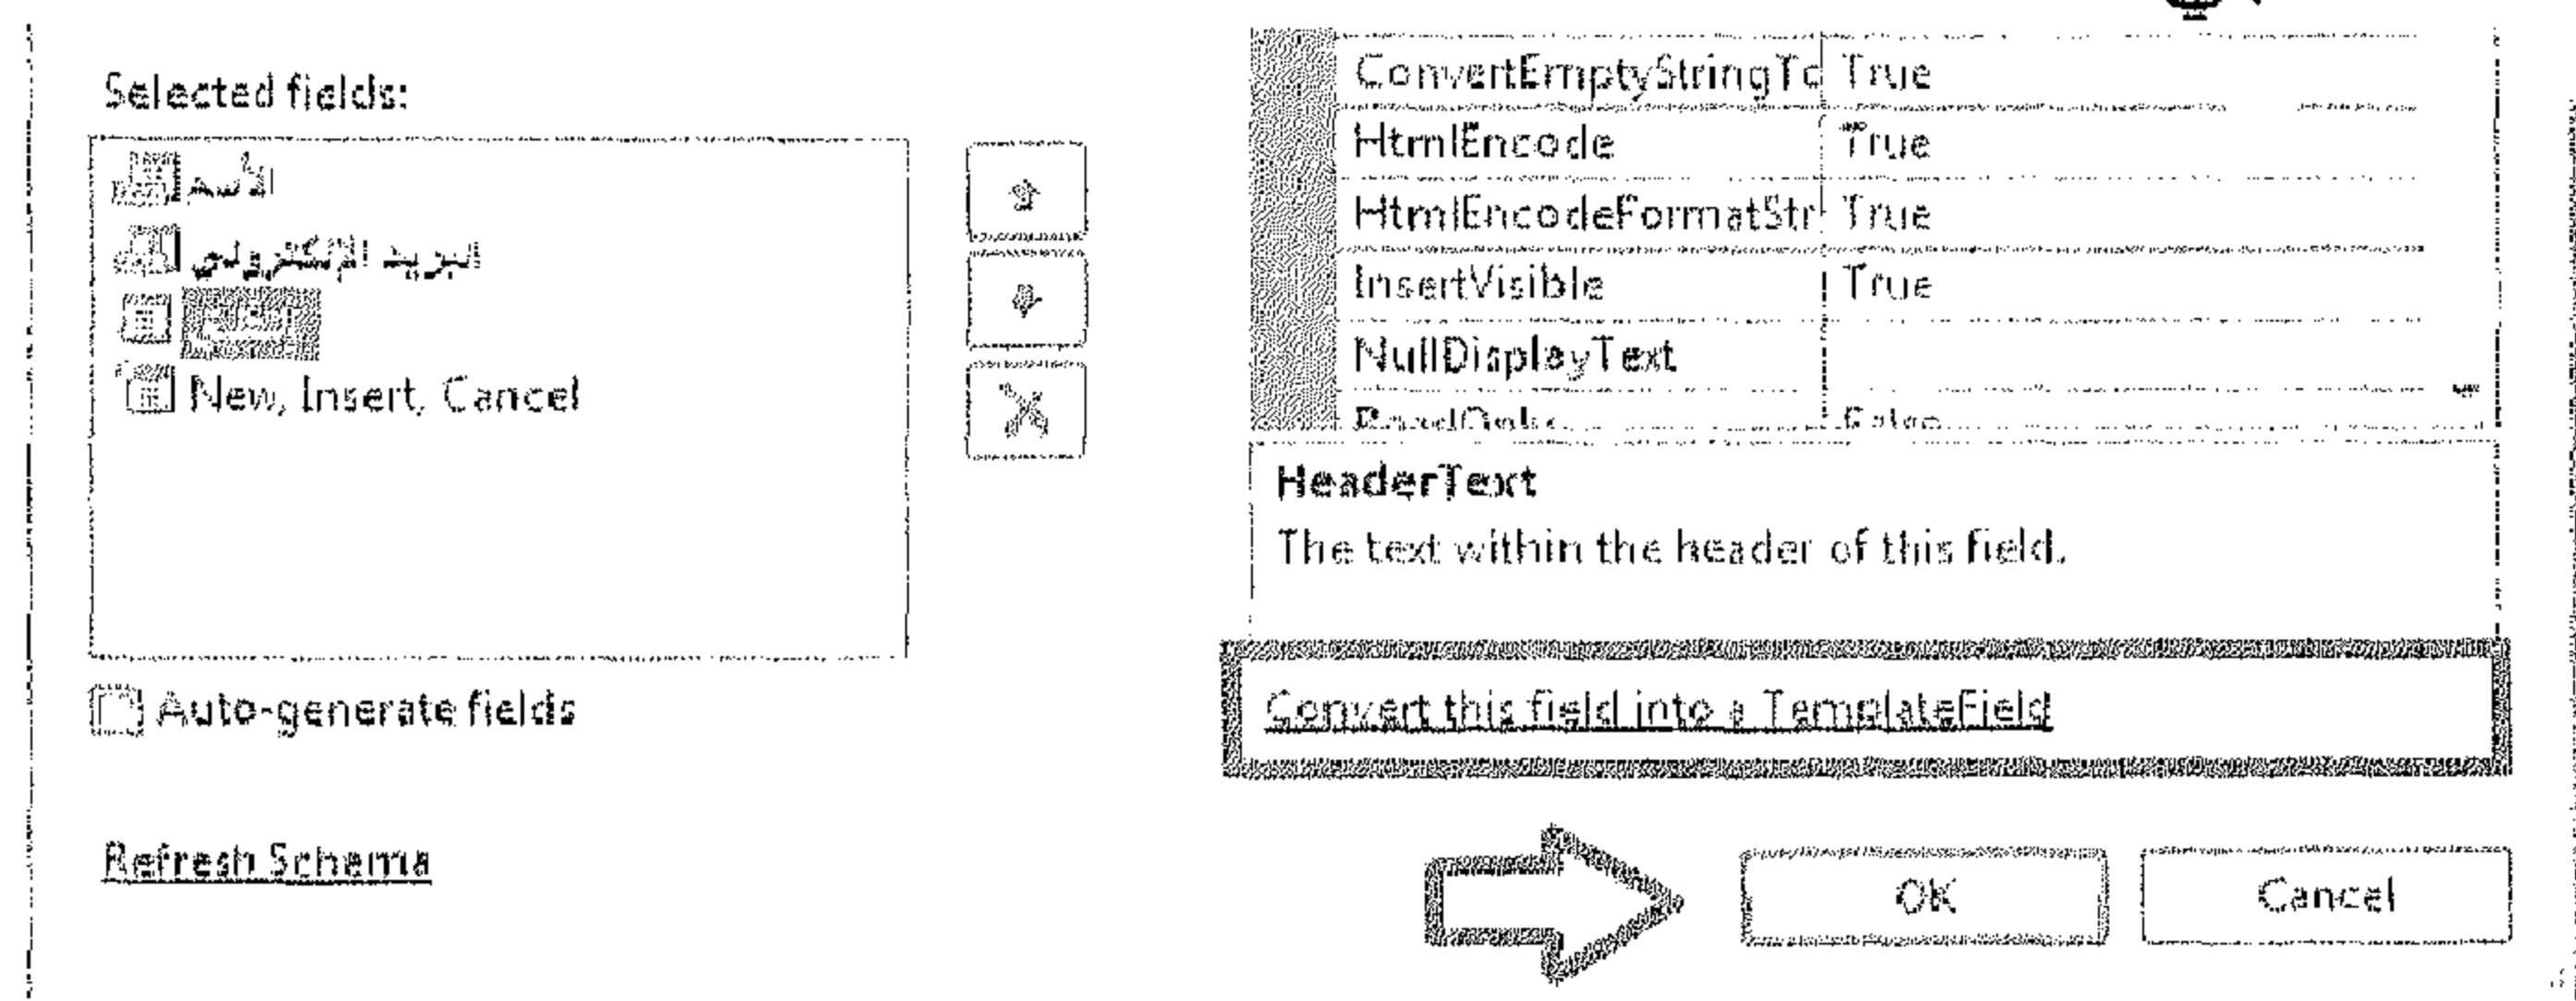 Selected fields:
الأسم
البريد الإلكتروني
New, Insert, Cancel
Auto-generate fields
Refresh Schema
ConvertEmptyStringTo True
HtmlEncode True
HtmlEncodeFormatStr True
InsertVisible True
NullDisplayText
HeaderText
The text within the header of this field.
Convert this field into a TemplateField
OK Cancel